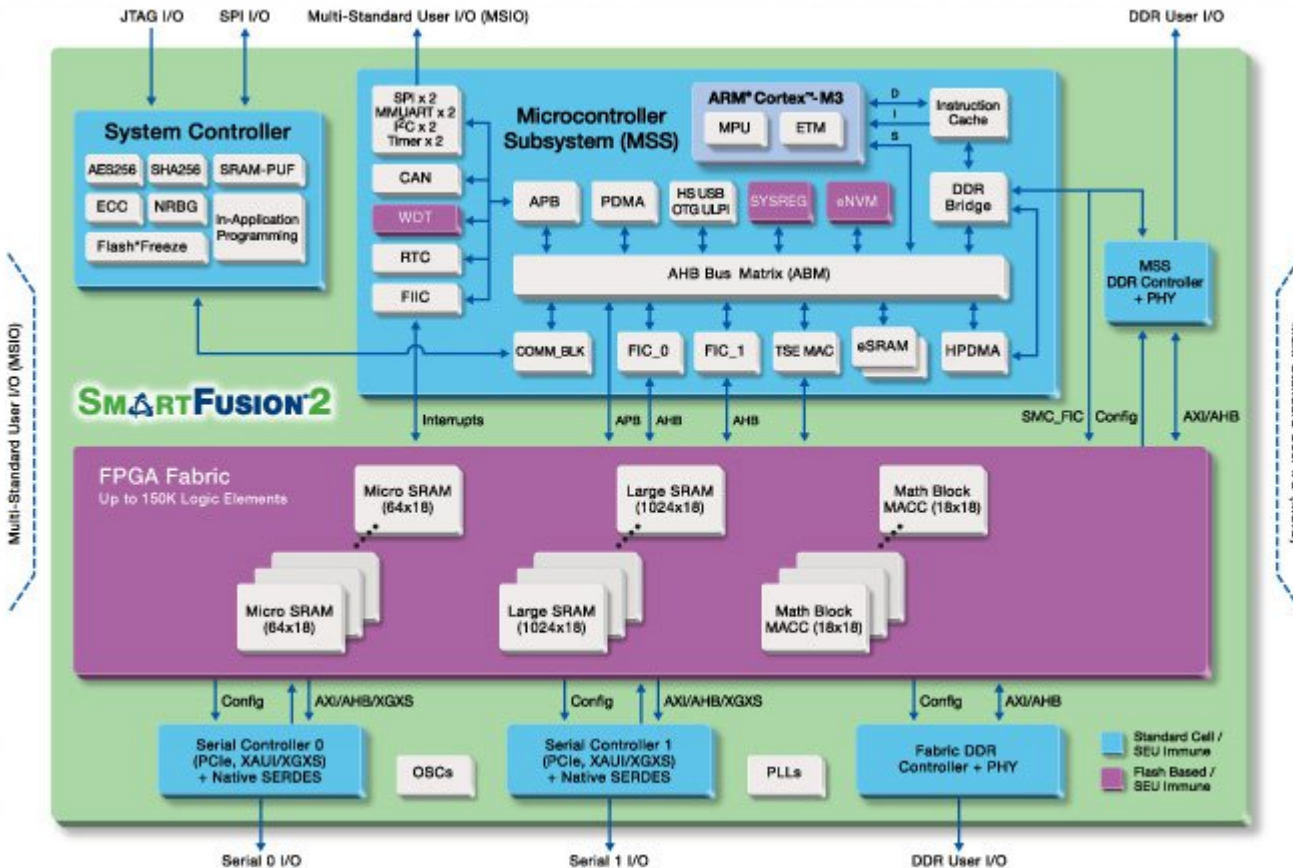 JTAG I/O
SPI I/O
Multi-Standard User I/O (MSIO)
DDR User I/O
System Controller
AES256
SHA256
SRAM-PUF
ECC
NRBG
In-Application
Programming
Flash*Freeze
SPI x 2
MMUART x 2
I²C x 2
Timer x 2
CAN
WDT
RTC
FIIC
Microcontroller
Subsystem (MSS)
ARM® Cortex™-M3
MPU
ETM
D
I
S
Instruction
Cache
APB
PDMA
HS USB
OTG ULPI
SYSREG
eNVM
DDR
Bridge
AHB Bus Matrix (ABM)
MSS
DDR Controller
+ PHY
COMM_BLK
FIC_0
FIC_1
TSE MAC
eSRAM
HPDMA
Multi-Standard User I/O (MSIO)
SMARTFUSION®2
Interrupts
APB
AHB
AHB
SMC_FIC
Config
AXI/AHB
FPGA Fabric
Up to 150K Logic Elements
Micro SRAM
(64x18)
Large SRAM
(1024x18)
Math Block
MACC (18x18)
Micro SRAM
(64x18)
Large SRAM
(1024x18)
Math Block
MACC (18x18)
Config
AXI/AHB/XGXS
Config
AXI/AHB/XGXS
Config
AXI/AHB
Serial Controller 0
(PCIe, XAUI/XGXS)
+ Native SERDES
OSCs
Serial Controller 1
(PCIe, XAUI/XGXS)
+ Native SERDES
PLLs
Fabric DDR
Controller + PHY
Standard Cell /
SEU Immune
Flash Based /
SEU Immune
Serial 0 I/O
Serial 1 I/O
DDR User I/O